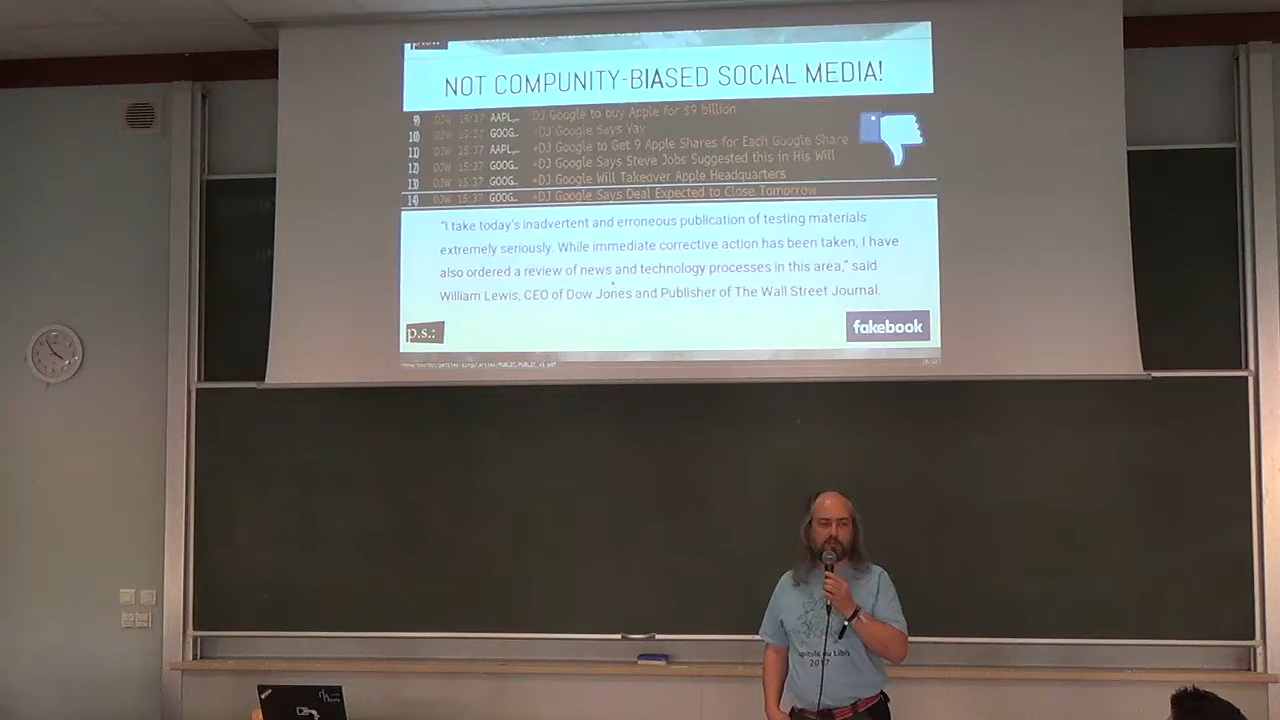 p.s.:
NOT COMPUNITY-BIASED SOCIAL MEDIA!
9) DJW 15:37 AAPL,… DJ Google to buy Apple for $9 billion
10) DJW 15:37 GOOG… *DJ Google Says Yay
11) DJW 15:37 AAPL,… *DJ Google to Get 9 Apple Shares for Each Google Share
12) DJW 15:37 GOOG… *DJ Google Says Steve Jobs Suggested this in His Will
13) DJW 15:37 GOOG… *DJ Google Will Takeover Apple Headquarters
14) DJW 15:37 GOOG… *DJ Google Says Deal Expected to Close Tomorrow
"I take today's inadvertent and erroneous publication of testing materials
extremely seriously. While immediate corrective action has been taken, I have
also ordered a review of news and technology processes in this area," said
William Lewis, CEO of Dow Jones and Publisher of The Wall Street Journal.
p.s.:
fakebook
du Libre
2017